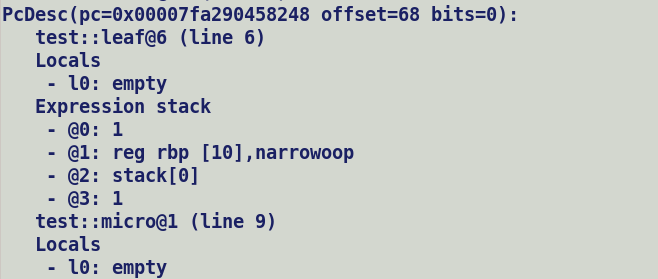 PcDesc(pc=0x00007fa290458248 offset=68 bits=0):
test::leaf@6 (line 6)
Locals
- l0: empty
Expression stack
- @0: 1
- @1: reg rbp [10],narrowoop
- @2: stack[0]
- @3: 1
test::micro@1 (line 9)
Locals
- l0: empty